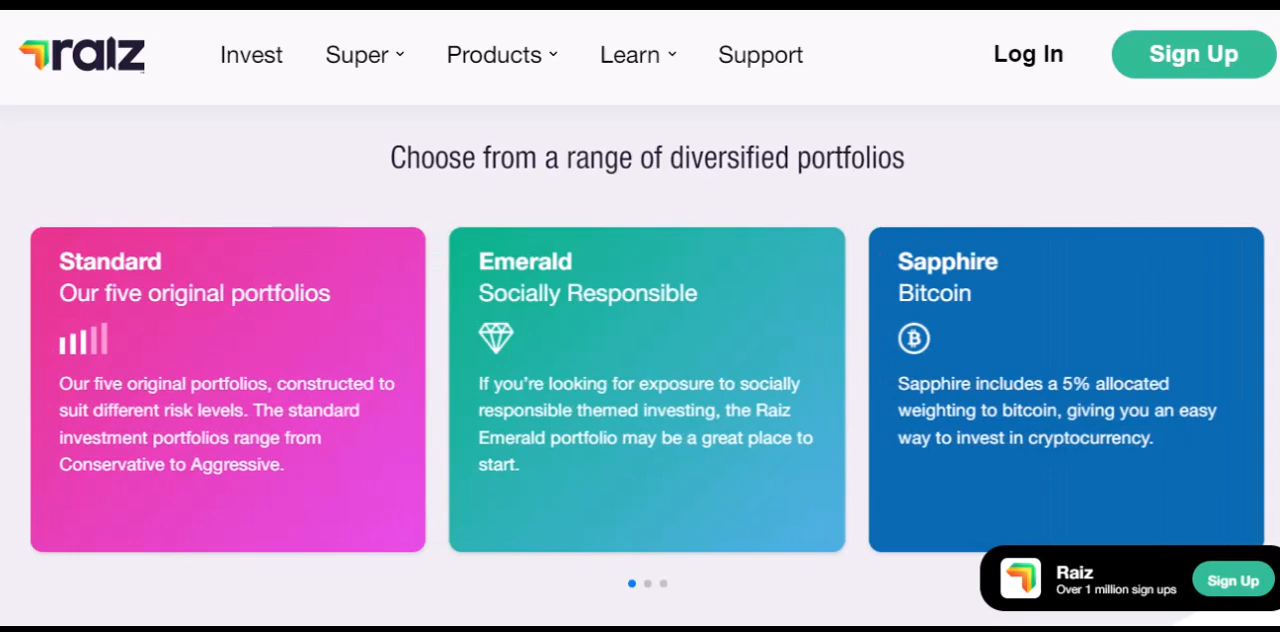 raiz
Invest Super Products Learn Support Log In Sign Up
Choose from a range of diversified portfolios
Standard
Our five original portfolios
Our five original portfolios, constructed to
suit different risk levels. The standard
investment portfolios range from
Conservative to Aggressive.
Emerald
Socially Responsible
If you're looking for exposure to socially
responsible themed investing, the Raiz
Emerald portfolio may be a great place to
start.
Sapphire
Bitcoin
Sapphire includes a 5% allocated
weighting to bitcoin, giving you an easy
way to invest in cryptocurrency.
Raiz
Over 1 million sign ups
Sign Up